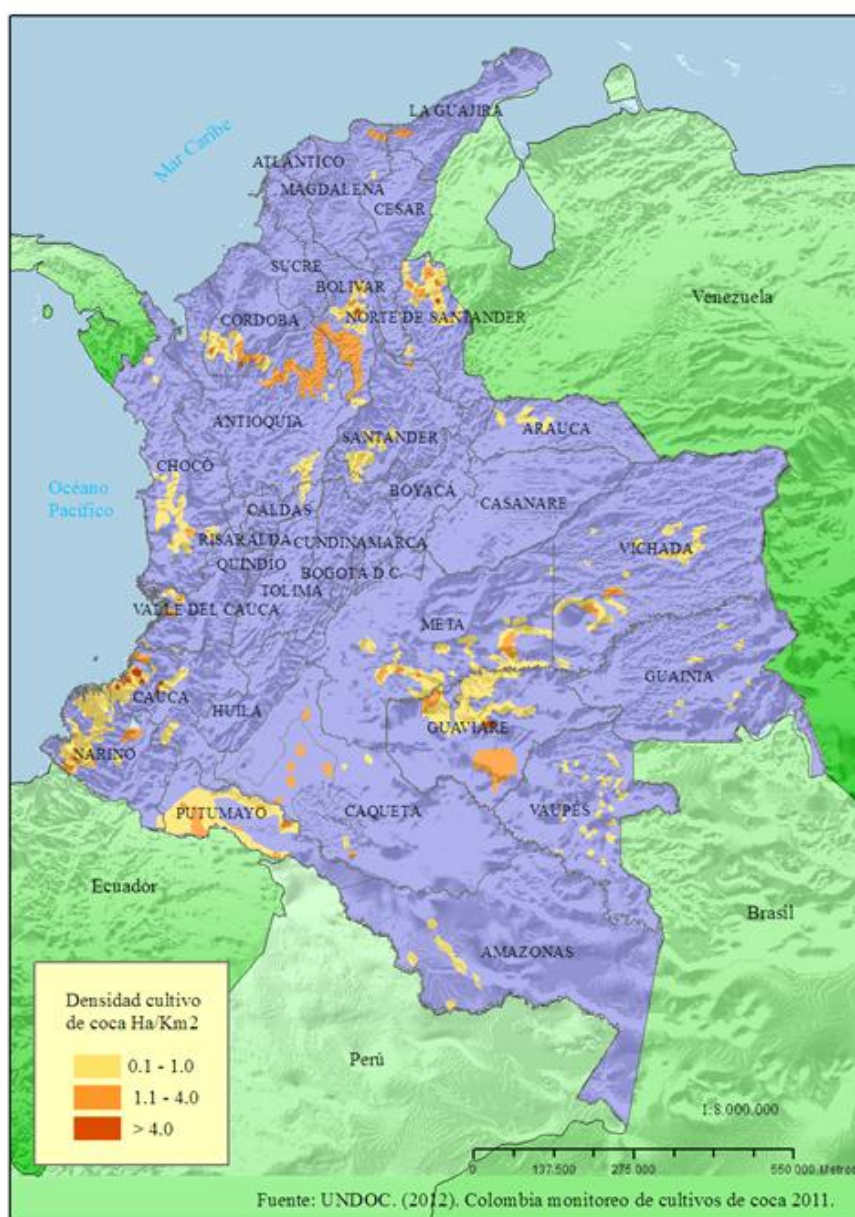 LA GUAJIRA
Mar Caribe
ATLÁNTICO
MAGDALENA
CESAR
SUCRE
BOLIVAR
Venezuela
CORDOBA
NORTE DE SANTANDER
ANTIOQUIA
ARAUCA
SANTANDER
CHOCÓ
Océano
Pacífico
BOYACÁ
CASANARE
CALDAS
RISARALDA
CUNDINAMARCA
VICHADA
QUINDIO
BOGOTA D C
TOLIMA
VALLE DEL CAUCA
META
GUAINIA
CAUCA
HUILA
GUAVIARE
NARIÑO
PUTUMAYO
CAQUETA
VAUPÉS
Ecuador
Brasíl
AMAZONAS
Densidad cultivo
de coca Ha/Km2
0.1 - 1.0
1.1 - 4.0
> 4.0
Perú
1:8.000.000
0 137.500 275.000 550.000 Metros
Fuente: UNDOC. (2012). Colombia monitoreo de cultivos de coca 2011.